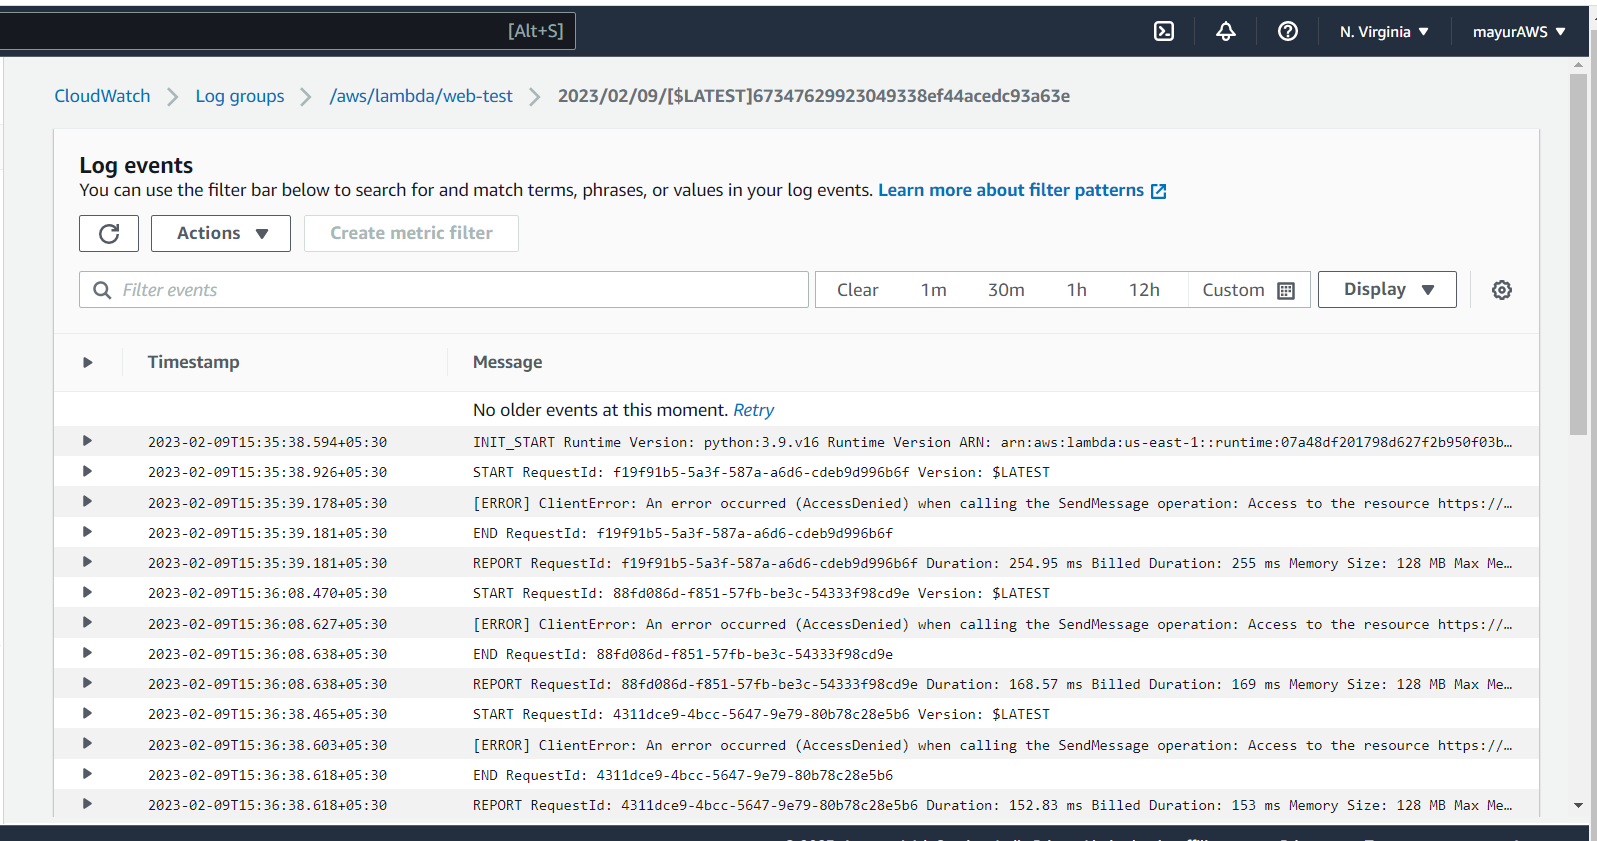 [Alt+S] N. Virginia ▼ mayurAWS ▼
CloudWatch > Log groups > /aws/lambda/web-test > 2023/02/09/[$LATEST]67347629923049338ef44acedc93a63e
Log events
You can use the filter bar below to search for and match terms, phrases, or values in your log events. Learn more about filter patterns
Actions ▼ Create metric filter
Filter events Clear 1m 30m 1h 12h Custom Display ▼
Timestamp Message
No older events at this moment. Retry
2023-02-09T15:35:38.594+05:30 INIT_START Runtime Version: python:3.9.v16 Runtime Version ARN: arn:aws:lambda:us-east-1::runtime:07a48df201798d627f2b950f03b…
2023-02-09T15:35:38.926+05:30 START RequestId: f19f91b5-5a3f-587a-a6d6-cdeb9d996b6f Version: $LATEST
2023-02-09T15:35:39.178+05:30 [ERROR] ClientError: An error occurred (AccessDenied) when calling the SendMessage operation: Access to the resource https://…
2023-02-09T15:35:39.181+05:30 END RequestId: f19f91b5-5a3f-587a-a6d6-cdeb9d996b6f
2023-02-09T15:35:39.181+05:30 REPORT RequestId: f19f91b5-5a3f-587a-a6d6-cdeb9d996b6f Duration: 254.95 ms Billed Duration: 255 ms Memory Size: 128 MB Max Me…
2023-02-09T15:36:08.470+05:30 START RequestId: 88fd086d-f851-57fb-be3c-54333f98cd9e Version: $LATEST
2023-02-09T15:36:08.627+05:30 [ERROR] ClientError: An error occurred (AccessDenied) when calling the SendMessage operation: Access to the resource https://…
2023-02-09T15:36:08.638+05:30 END RequestId: 88fd086d-f851-57fb-be3c-54333f98cd9e
2023-02-09T15:36:08.638+05:30 REPORT RequestId: 88fd086d-f851-57fb-be3c-54333f98cd9e Duration: 168.57 ms Billed Duration: 169 ms Memory Size: 128 MB Max Me…
2023-02-09T15:36:38.465+05:30 START RequestId: 4311dce9-4bcc-5647-9e79-80b78c28e5b6 Version: $LATEST
2023-02-09T15:36:38.603+05:30 [ERROR] ClientError: An error occurred (AccessDenied) when calling the SendMessage operation: Access to the resource https://…
2023-02-09T15:36:38.618+05:30 END RequestId: 4311dce9-4bcc-5647-9e79-80b78c28e5b6
2023-02-09T15:36:38.618+05:30 REPORT RequestId: 4311dce9-4bcc-5647-9e79-80b78c28e5b6 Duration: 152.83 ms Billed Duration: 153 ms Memory Size: 128 MB Max Me…